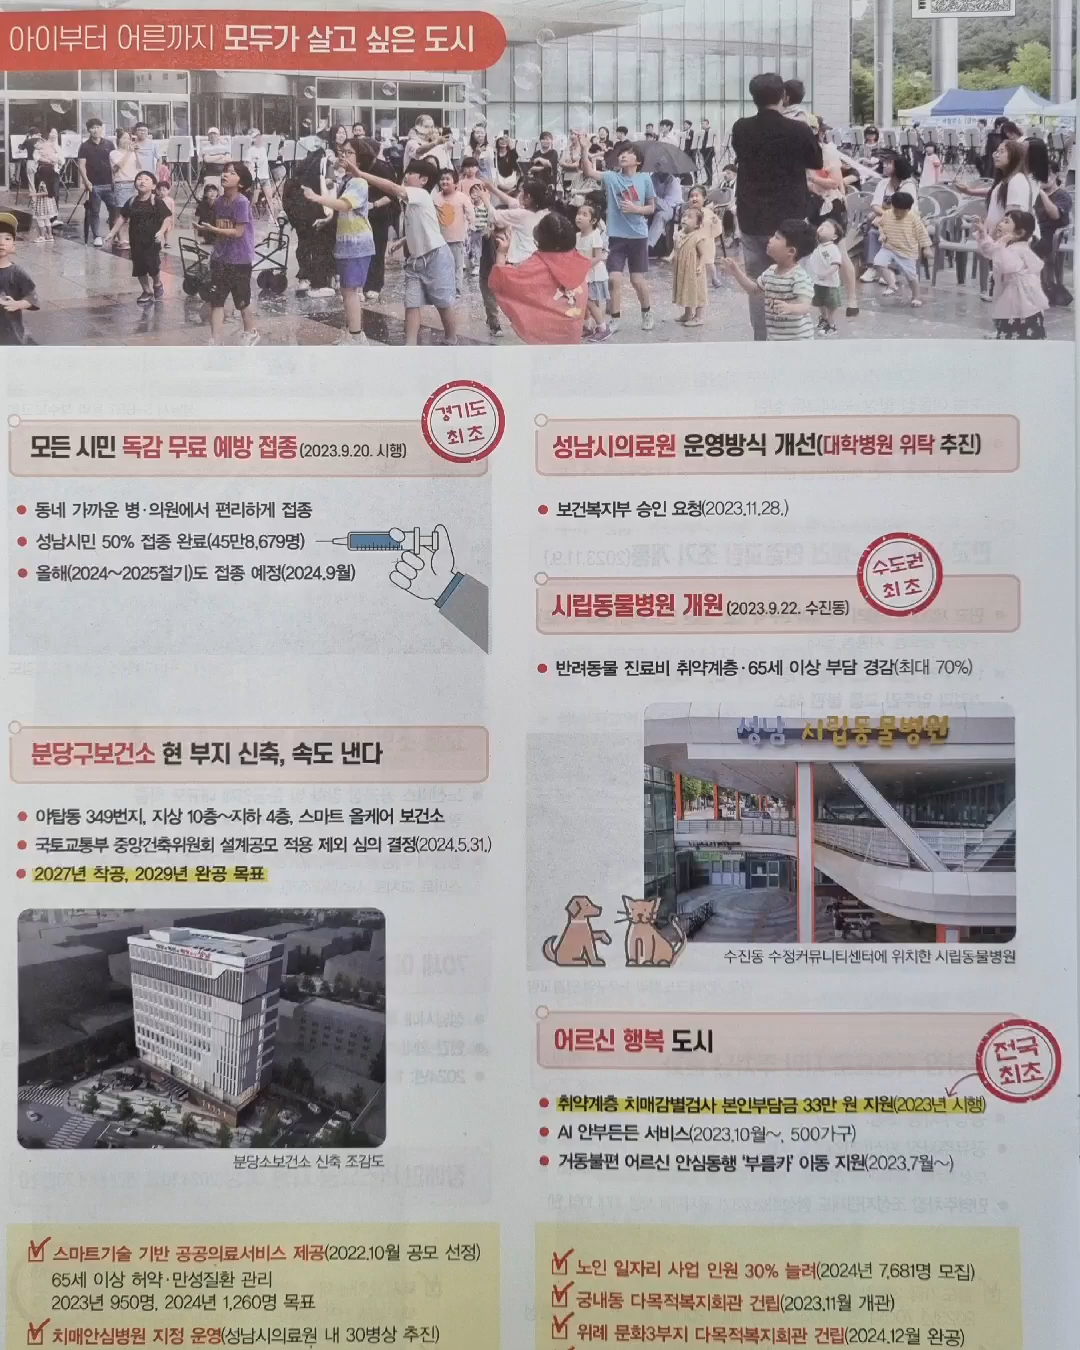 아이부터 어른까지 모두가 살고 싶은 도시
경기도 최초
모든 시민 독감 무료 예방 접종(2023.9.20. 시행)
동네 가까운 병·의원에서 편리하게 접종
성남시민 50% 접종 완료(45만8,679명)
올해(2024~2025절기)도 접종 예정(2024.9월)
분당구보건소 현 부지 신축, 속도 낸다
야탑동 349번지, 지상 10층~지하 4층, 스마트 올케어 보건소
국토교통부 중앙건축위원회 설계공모 적용 제외 심의 결정(2024.5.31.)
2027년 착공, 2029년 완공 목표
분당소보건소 신축 조감도
스마트기술 기반 공공의료서비스 제공(2022.10월 공모 선정)
65세 이상 허약·만성질환 관리
2023년 950명, 2024년 1,260명 목표
치매안심병원 지정 운영(성남시의료원 내 30병상 추진)
성남시의료원 운영방식 개선(대학병원 위탁 추진)
보건복지부 승인 요청(2023.11.28.)
수도권 최초
시립동물병원 개원(2023.9.22. 수진동)
반려동물 진료비 취약계층·65세 이상 부담 경감(최대 70%)
성남 시립동물병원
수진동 수정커뮤니티센터에 위치한 시립동물병원
어르신 행복 도시
전국 최초
취약계층 치매감별검사 본인부담금 33만 원 지원(2023년 시행)
AI 안부든든 서비스(2023.10월~, 500가구)
거동불편 어르신 안심동행 '부름카' 이동 지원(2023.7월~)
노인 일자리 사업 인원 30% 늘려(2024년 7,681명 모집)
궁내동 다목적복지회관 건립(2023.11월 개관)
위례 문화3부지 다목적복지회관 건립(2024.12월 완공)